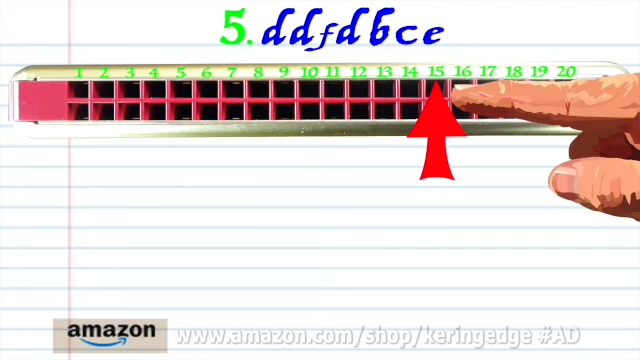 5. ddfdbce
1 2 3 4 5 6 7 8 9 10 11 12 13 14 15 16 17 18 19 20
amazon www.amazon.com/shop/keringedge #AD